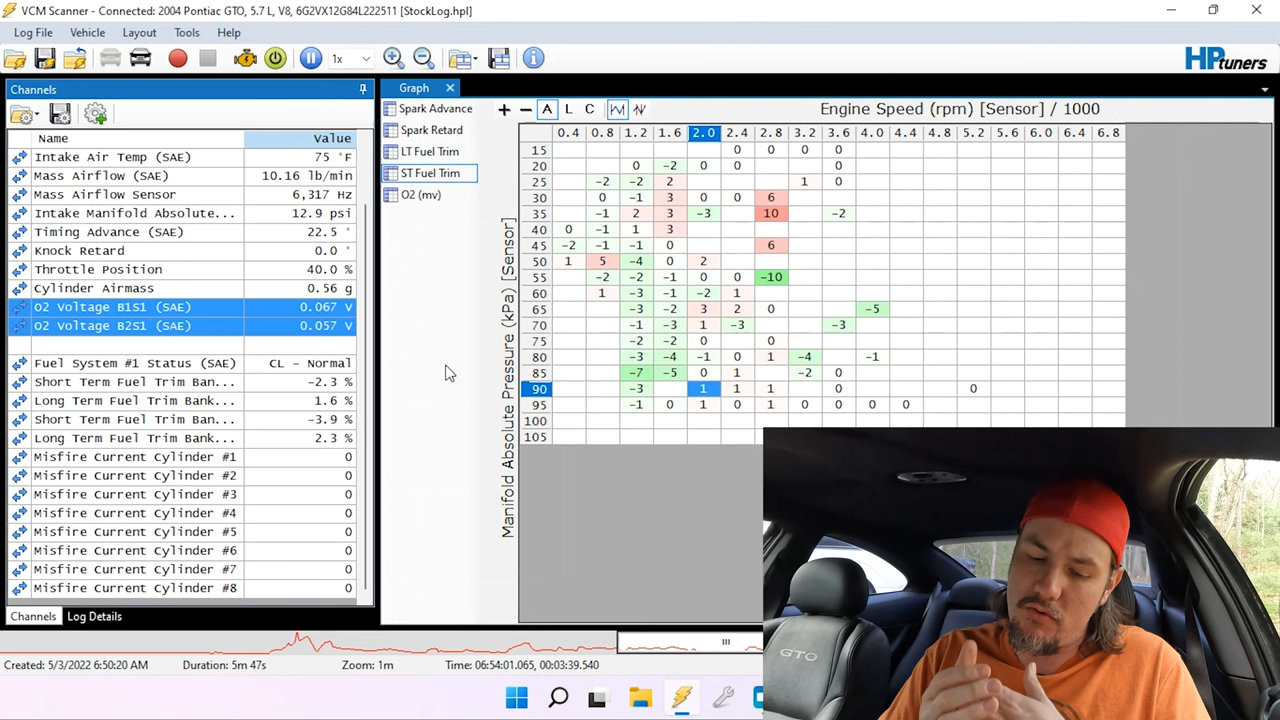 VCM Scanner - Connected: 2004 Pontiac GTO, 5.7 L, V8, 6G2VX12G84L222511 [StockLog.hpl]
Log File Vehicle Layout Tools Help
1x
HPtuners
Channels
Name Value
Intake Air Temp (SAE) 75 °F
Mass Airflow (SAE) 10.16 lb/min
Mass Airflow Sensor 6,317 Hz
Intake Manifold Absolute... 12.9 psi
Timing Advance (SAE) 22.5 °
Knock Retard 0.0 °
Throttle Position 40.0 %
Cylinder Airmass 0.56 g
O2 Voltage B1S1 (SAE) 0.067 V
O2 Voltage B2S1 (SAE) 0.057 V
Fuel System #1 Status (SAE) CL - Normal
Short Term Fuel Trim Ban... -2.3 %
Long Term Fuel Trim Bank... 1.6 %
Short Term Fuel Trim Ban... -3.9 %
Long Term Fuel Trim Bank... 2.3 %
Misfire Current Cylinder #1 0
Misfire Current Cylinder #2 0
Misfire Current Cylinder #3 0
Misfire Current Cylinder #4 0
Misfire Current Cylinder #5 0
Misfire Current Cylinder #6 0
Misfire Current Cylinder #7 0
Misfire Current Cylinder #8 0
Channels Log Details
Graph
Spark Advance
Spark Retard
LT Fuel Trim
ST Fuel Trim
O2 (mv)
+ - A L C
Engine Speed (rpm) [Sensor] / 1000
Manifold Absolute Pressure (kPa) [Sensor]
0.4 0.8 1.2 1.6 2.0 2.4 2.8 3.2 3.6 4.0 4.4 4.8 5.2 5.6 6.0 6.4 6.8
15 0 0 0 0
20 0 -2 0 0 0
25 -2 -2 2 1 0
30 0 -1 3 0 0 6
35 -1 2 3 -3 10 -2
40 0 -1 1 3
45 -2 -1 -1 0 6
50 1 5 -4 0 2
55 -2 -2 -1 0 0 -10
60 1 -3 -1 -2 1
65 -3 -2 3 2 0 -5
70 -1 -3 1 -3 -3
75 -2 -2 0 0
80 -3 -4 -1 0 1 -4 -1
85 -7 -5 0 1 -2 0
90 -3 1 1 1 0 0
95 -1 0 1 0 1 0 0 0 0
100
105
GTO
Created: 5/3/2022 6:50:20 AM Duration: 5m 47s Zoom: 1m Time: 06:54:01.065, 00:03:39.540